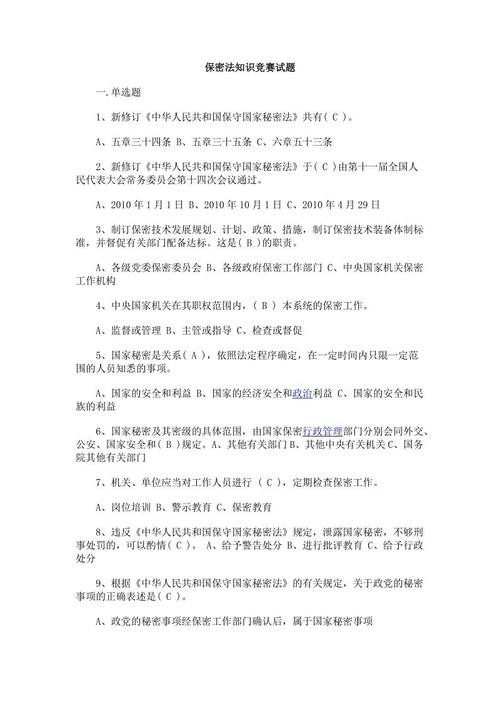 保密法知识竞赛试题
一.单选题
1、新修订《中华人民共和国保守国家秘密法》共有( C )。
A、五章三十四条 B、五章三十五条 C、六章五十三条
2、新修订《中华人民共和国保守国家秘密法》于( C )由第十一届全国人
民代表大会常务委员会第十四次会议通过。
A、2010年1月1日 B、2010年10月1日 C、2010年4月29日
3、制订保密技术发展规划、计划、政策、措施，制订保密技术装备体制标
准，并督促有关部门配备达标。这是( B )的职责。
A、各级党委保密委员会 B、各级政府保密工作部门 C、中央国家机关保密
工作机构
4、中央国家机关在其职权范围内，( B ) 本系统的保密工作。
A、监督或管理 B、主管或指导 C、检查或督促
5、国家秘密是关系( A )，依照法定程序确定，在一定时间内只限一定范
围的人员知悉的事项。
A、国家的安全和利益 B、国家的经济安全和政治利益 C、国家的安全和民
族的利益
6、国家秘密及其密级的具体范围，由国家保密行政管理部门分别会同外交、
公安、国家安全和( B )规定。A、其他有关部门B、其他中央有关机关C、国务
院其他有关部门
7、机关、单位应当对工作人员进行 ( C )，定期检查保密工作。
A、岗位培训 B、警示教育 C、保密教育
8、违反《中华人民共和国保守国家秘密法》规定，泄露国家秘密，不够刑
事处罚的，可以酌情( C )。 A、给予警告处分 B、进行批评教育 C、给予行政
处分
9、根据《中华人民共和国保守国家秘密法》的有关规定，关于政党的秘密
事项的正确表述是( C )。
A、政党的秘密事项经保密工作部门确认后，属于国家秘密事项